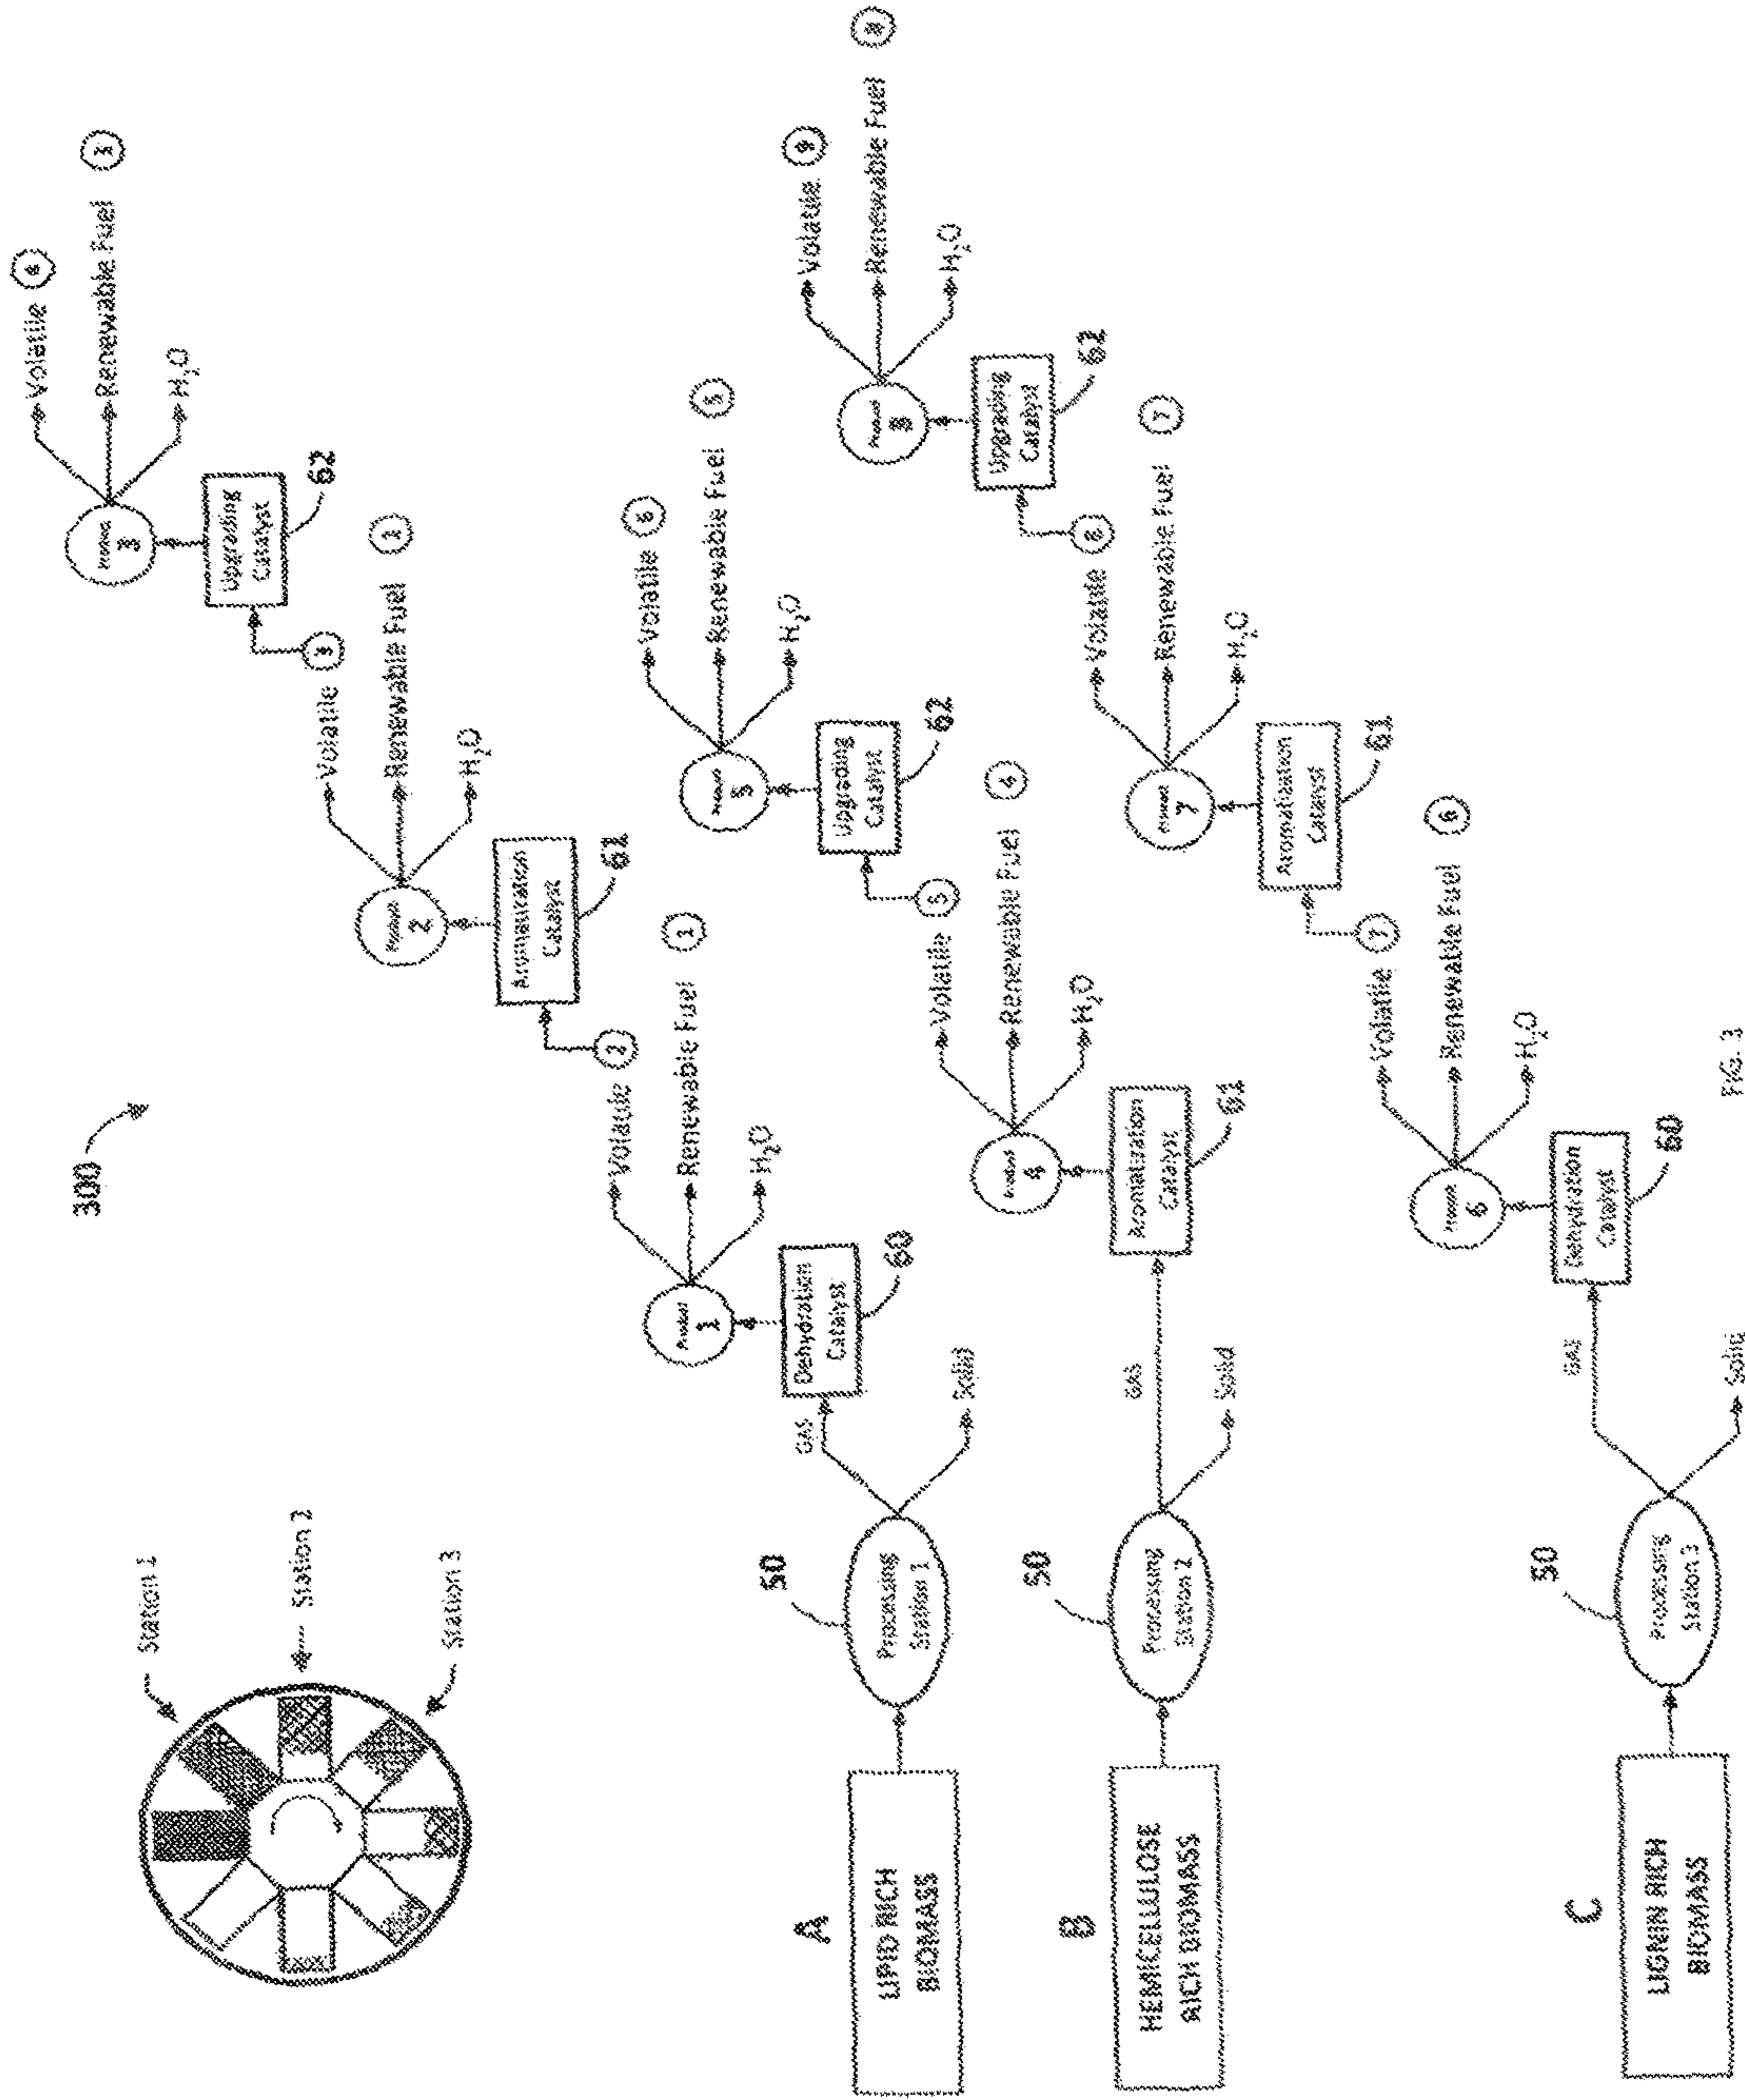 300
Station 1
Station 2
Station 3
A
LIPID RICH
BIOMASS
50
Processing
Station 1
GAS
Solid
Dehydration
Catalyst
60
Product
1
Volatile
2
Renewable Fuel
1
H₂O
Aromatization
Catalyst
61
Product
2
Volatile
3
Renewable Fuel
H₂O
Upgrading
Catalyst
62
Product
3
Volatile
Renewable Fuel
H₂O
B
HEMICELLULOSE
RICH BIOMASS
50
Processing
Station 2
GAS
Solid
Aromatization
Catalyst
61
Product
4
Volatile
5
Renewable Fuel
4
H₂O
Upgrading
Catalyst
62
Product
5
Volatile
6
Renewable Fuel
5
H₂O
C
LIGNIN RICH
BIOMASS
50
Processing
Station 3
GAS
Solid
Dehydration
Catalyst
60
Product
6
Volatile
7
Renewable Fuel
6
H₂O
Aromatization
Catalyst
61
Product
7
Volatile
8
Renewable Fuel
7
H₂O
Upgrading
Catalyst
62
Product
8
Volatile
9
Renewable Fuel
8
H₂O
FIG. 3